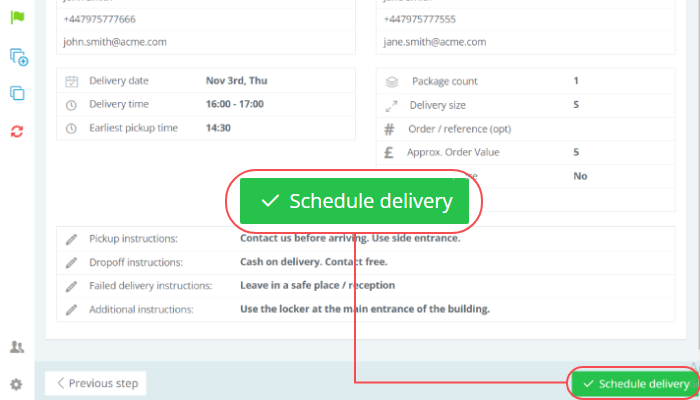 +447975777666
+447975777555
john.smith@acme.com
jane.smith@acme.com
Delivery date Nov 3rd, Thu
Package count 1
Delivery time 16:00 - 17:00
Delivery size S
Earliest pickup time 14:30
# Order / reference (opt)
£ Approx. Order Value 5
No
Schedule delivery
Pickup instructions: Contact us before arriving. Use side entrance.
Dropoff instructions: Cash on delivery. Contact free.
Failed delivery instructions: Leave in a safe place / reception
Additional instructions: Use the locker at the main entrance of the building.
Previous step
Schedule delivery